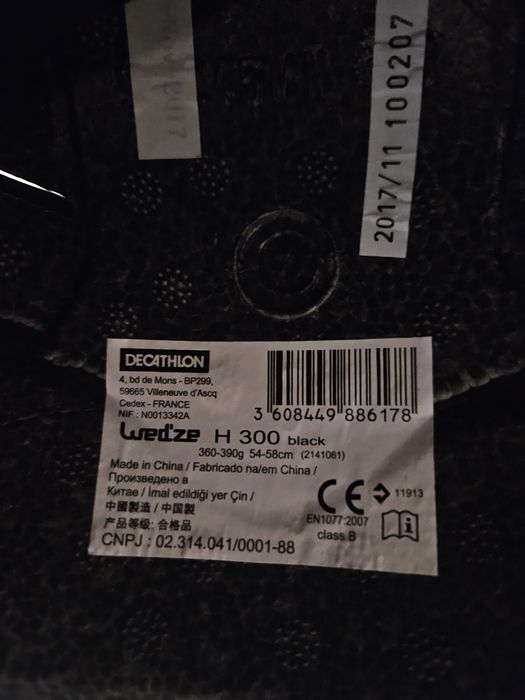 2017/11 100207
DECATHLON
4, bd de Mons - BP299,
59665 Villeneuve d'Ascq
Cedex - FRANCE
NIF : N0013342A
3 608449 886178
Wed'ze H 300 black
360-390g 54-58cm (2141061)
Made in China / Fabricado na/em China /
Произведено в
Китае / İmal edildiği yer Çin /
中國製造 / 中国製
产品等级: 合格品
CNPJ : 02.314.041/0001-88
CE 11913
EN1077:2007
class B